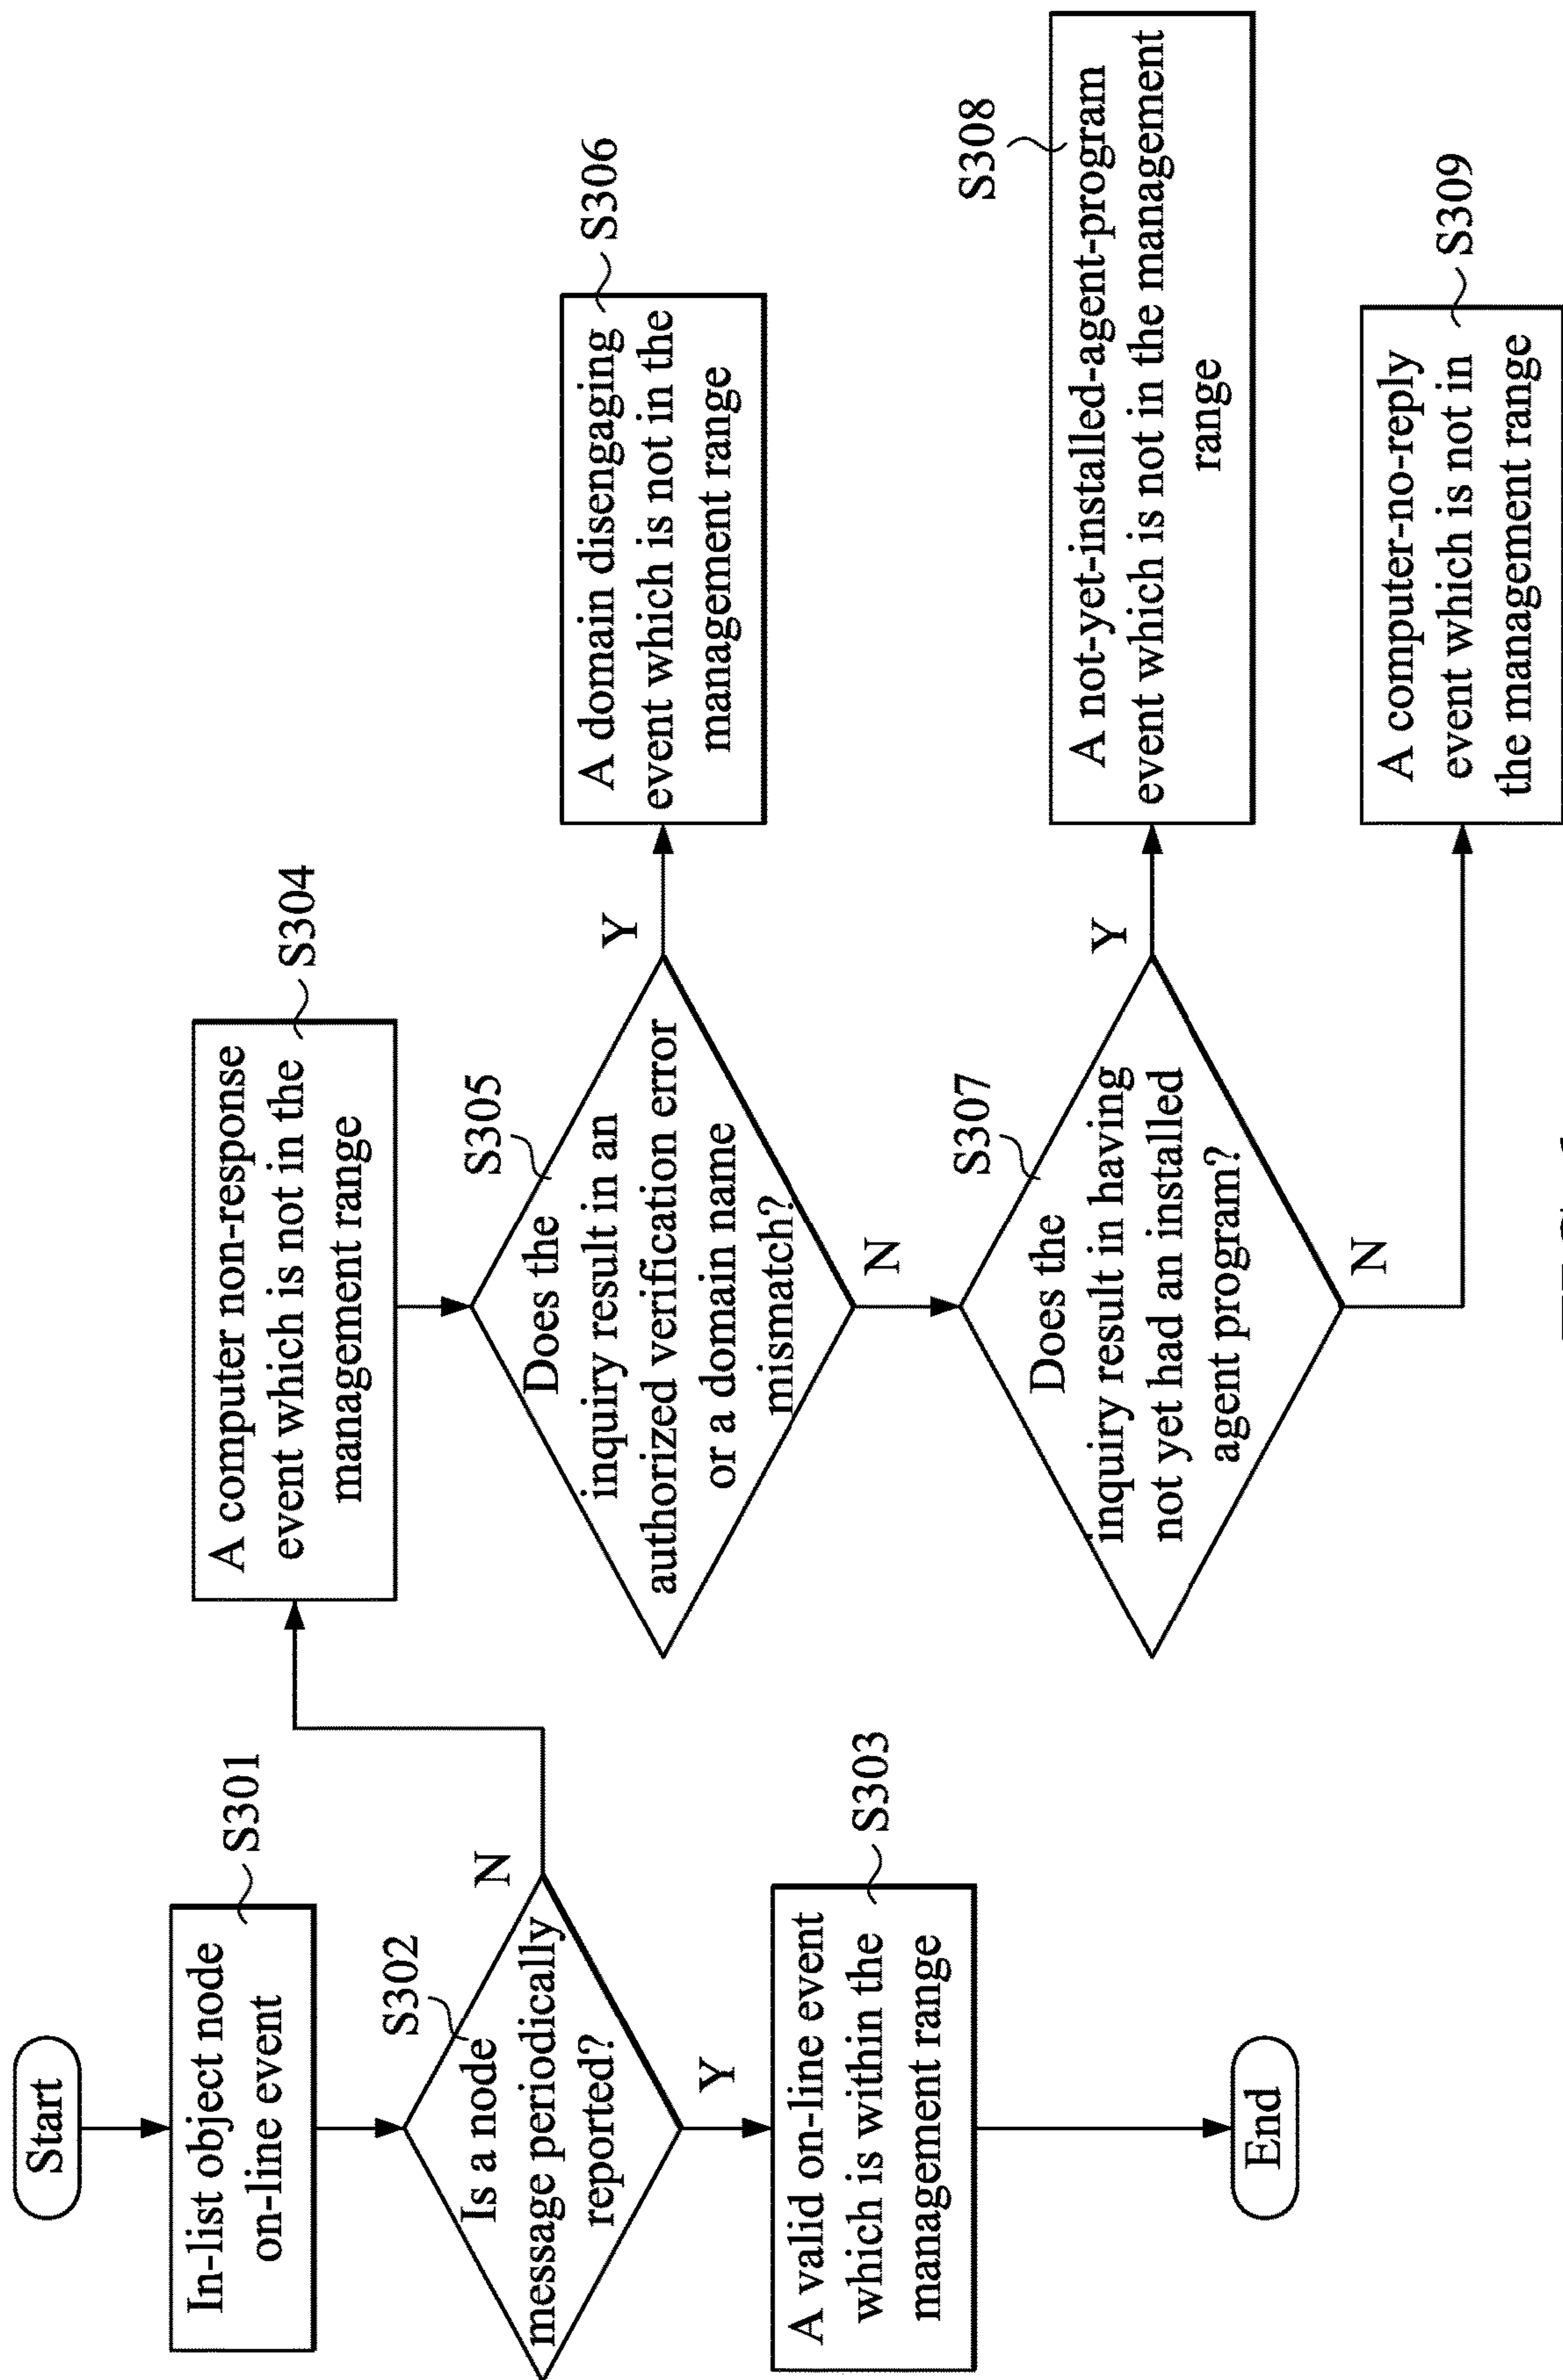 Start
In-list object node
on-line event
S301
Is a node
message periodically
reported?
S302
N
Y
A valid on-line event
which is within the
management range
S303
End
A computer non-response
event which is not in the
management range
S304
Does the
inquiry result in an
authorized verification error
or a domain name
mismatch?
S305
Y
N
A domain disengaging
event which is not in the
management range
S306
Does the
inquiry result in having
not yet had an installed
agent program?
S307
Y
N
A not-yet-installed-agent-program
event which is not in the management
range
S308
A computer-no-reply
event which is not in
the management range
S309